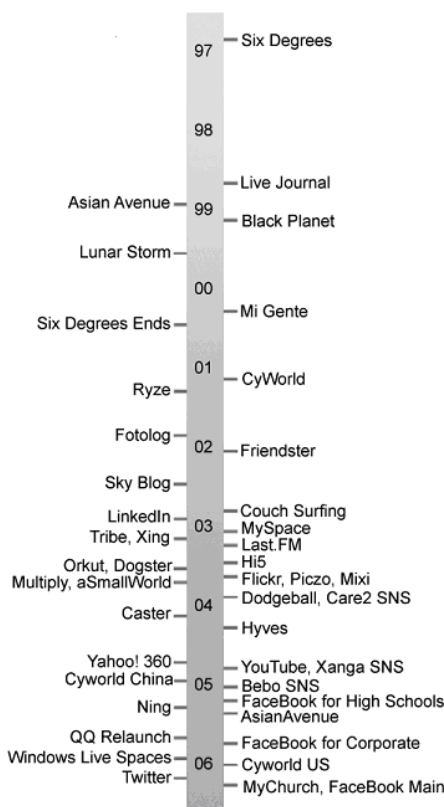 Six Degrees
97
98
Live Journal
Asian Avenue
99
Black Planet
Lunar Storm
00
Mi Gente
Six Degrees Ends
01
CyWorld
Ryze
Fotolog
02
Friendster
Sky Blog
Couch Surfing
LinkedIn
03
MySpace
Tribe, Xing
Last.FM
Hi5
Orkut, Dogster
Flickr, Piczo, Mixi
Multiply, aSmallWorld
Dodgeball, Care2 SNS
04
Caster
Hyves
Yahoo! 360
YouTube, Xanga SNS
Cyworld China
05
Bebo SNS
FaceBook for High Schools
Ning
AsianAvenue
QQ Relaunch
FaceBook for Corporate
Windows Live Spaces
06
Cyworld US
Twitter
MyChurch, FaceBook Main